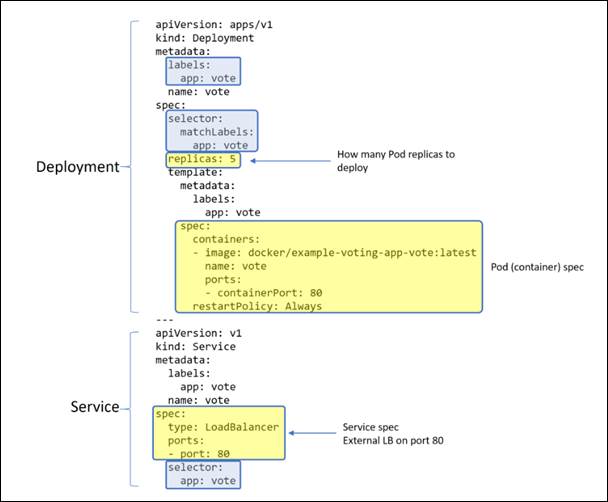 apiVersion: apps/v1
kind: Deployment
metadata:
  labels:
    app: vote
  name: vote
spec:
  selector:
    matchLabels:
      app: vote
  replicas: 5
  template:
    metadata:
      labels:
        app: vote
    spec:
      containers:
      - image: docker/example-voting-app-vote:latest
        name: vote
        ports:
        - containerPort: 80
      restartPolicy: Always
---
apiVersion: v1
kind: Service
metadata:
  labels:
    app: vote
  name: vote
spec:
  type: LoadBalancer
  ports:
  - port: 80
  selector:
    app: vote
Deployment
How many Pod replicas to
deploy
Pod (container) spec
Service
Service spec
External LB on port 80